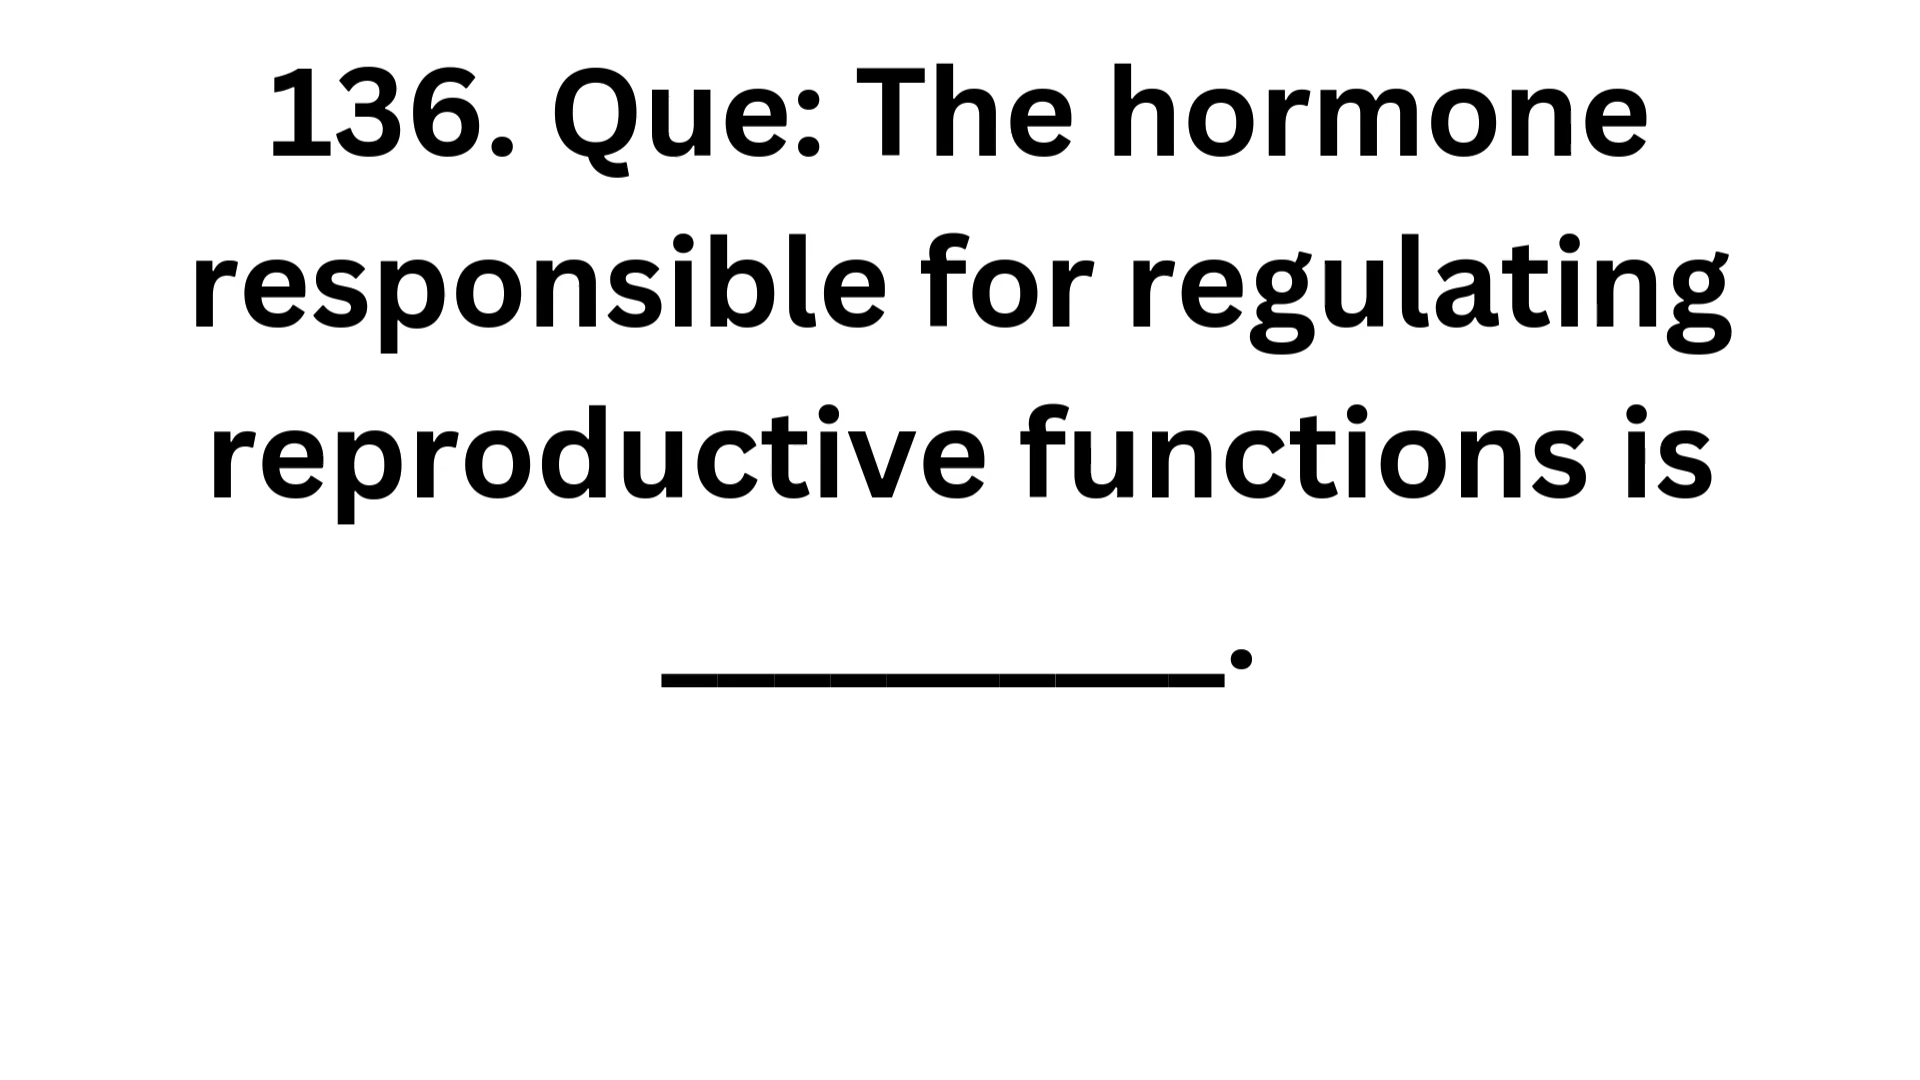 136. Que: The hormone
responsible for regulating
reproductive functions is
__________.